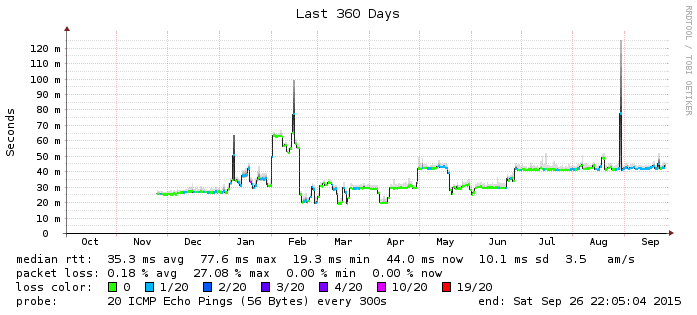 Last 360 Days
RRDTOOL / TOBI OETIKER
Seconds
120 m
110 m
100 m
90 m
80 m
70 m
60 m
50 m
40 m
30 m
20 m
10 m
0
Oct Nov Dec Jan Feb Mar Apr May Jun Jul Aug Sep
median rtt: 35.3 ms avg 77.6 ms max 19.3 ms min 44.0 ms now 10.1 ms sd 3.5 am/s
packet loss: 0.18 % avg 27.08 % max 0.00 % min 0.00 % now
loss color: 0 1/20 2/20 3/20 4/20 10/20 19/20
probe: 20 ICMP Echo Pings (56 Bytes) every 300s end: Sat Sep 26 22:05:04 2015